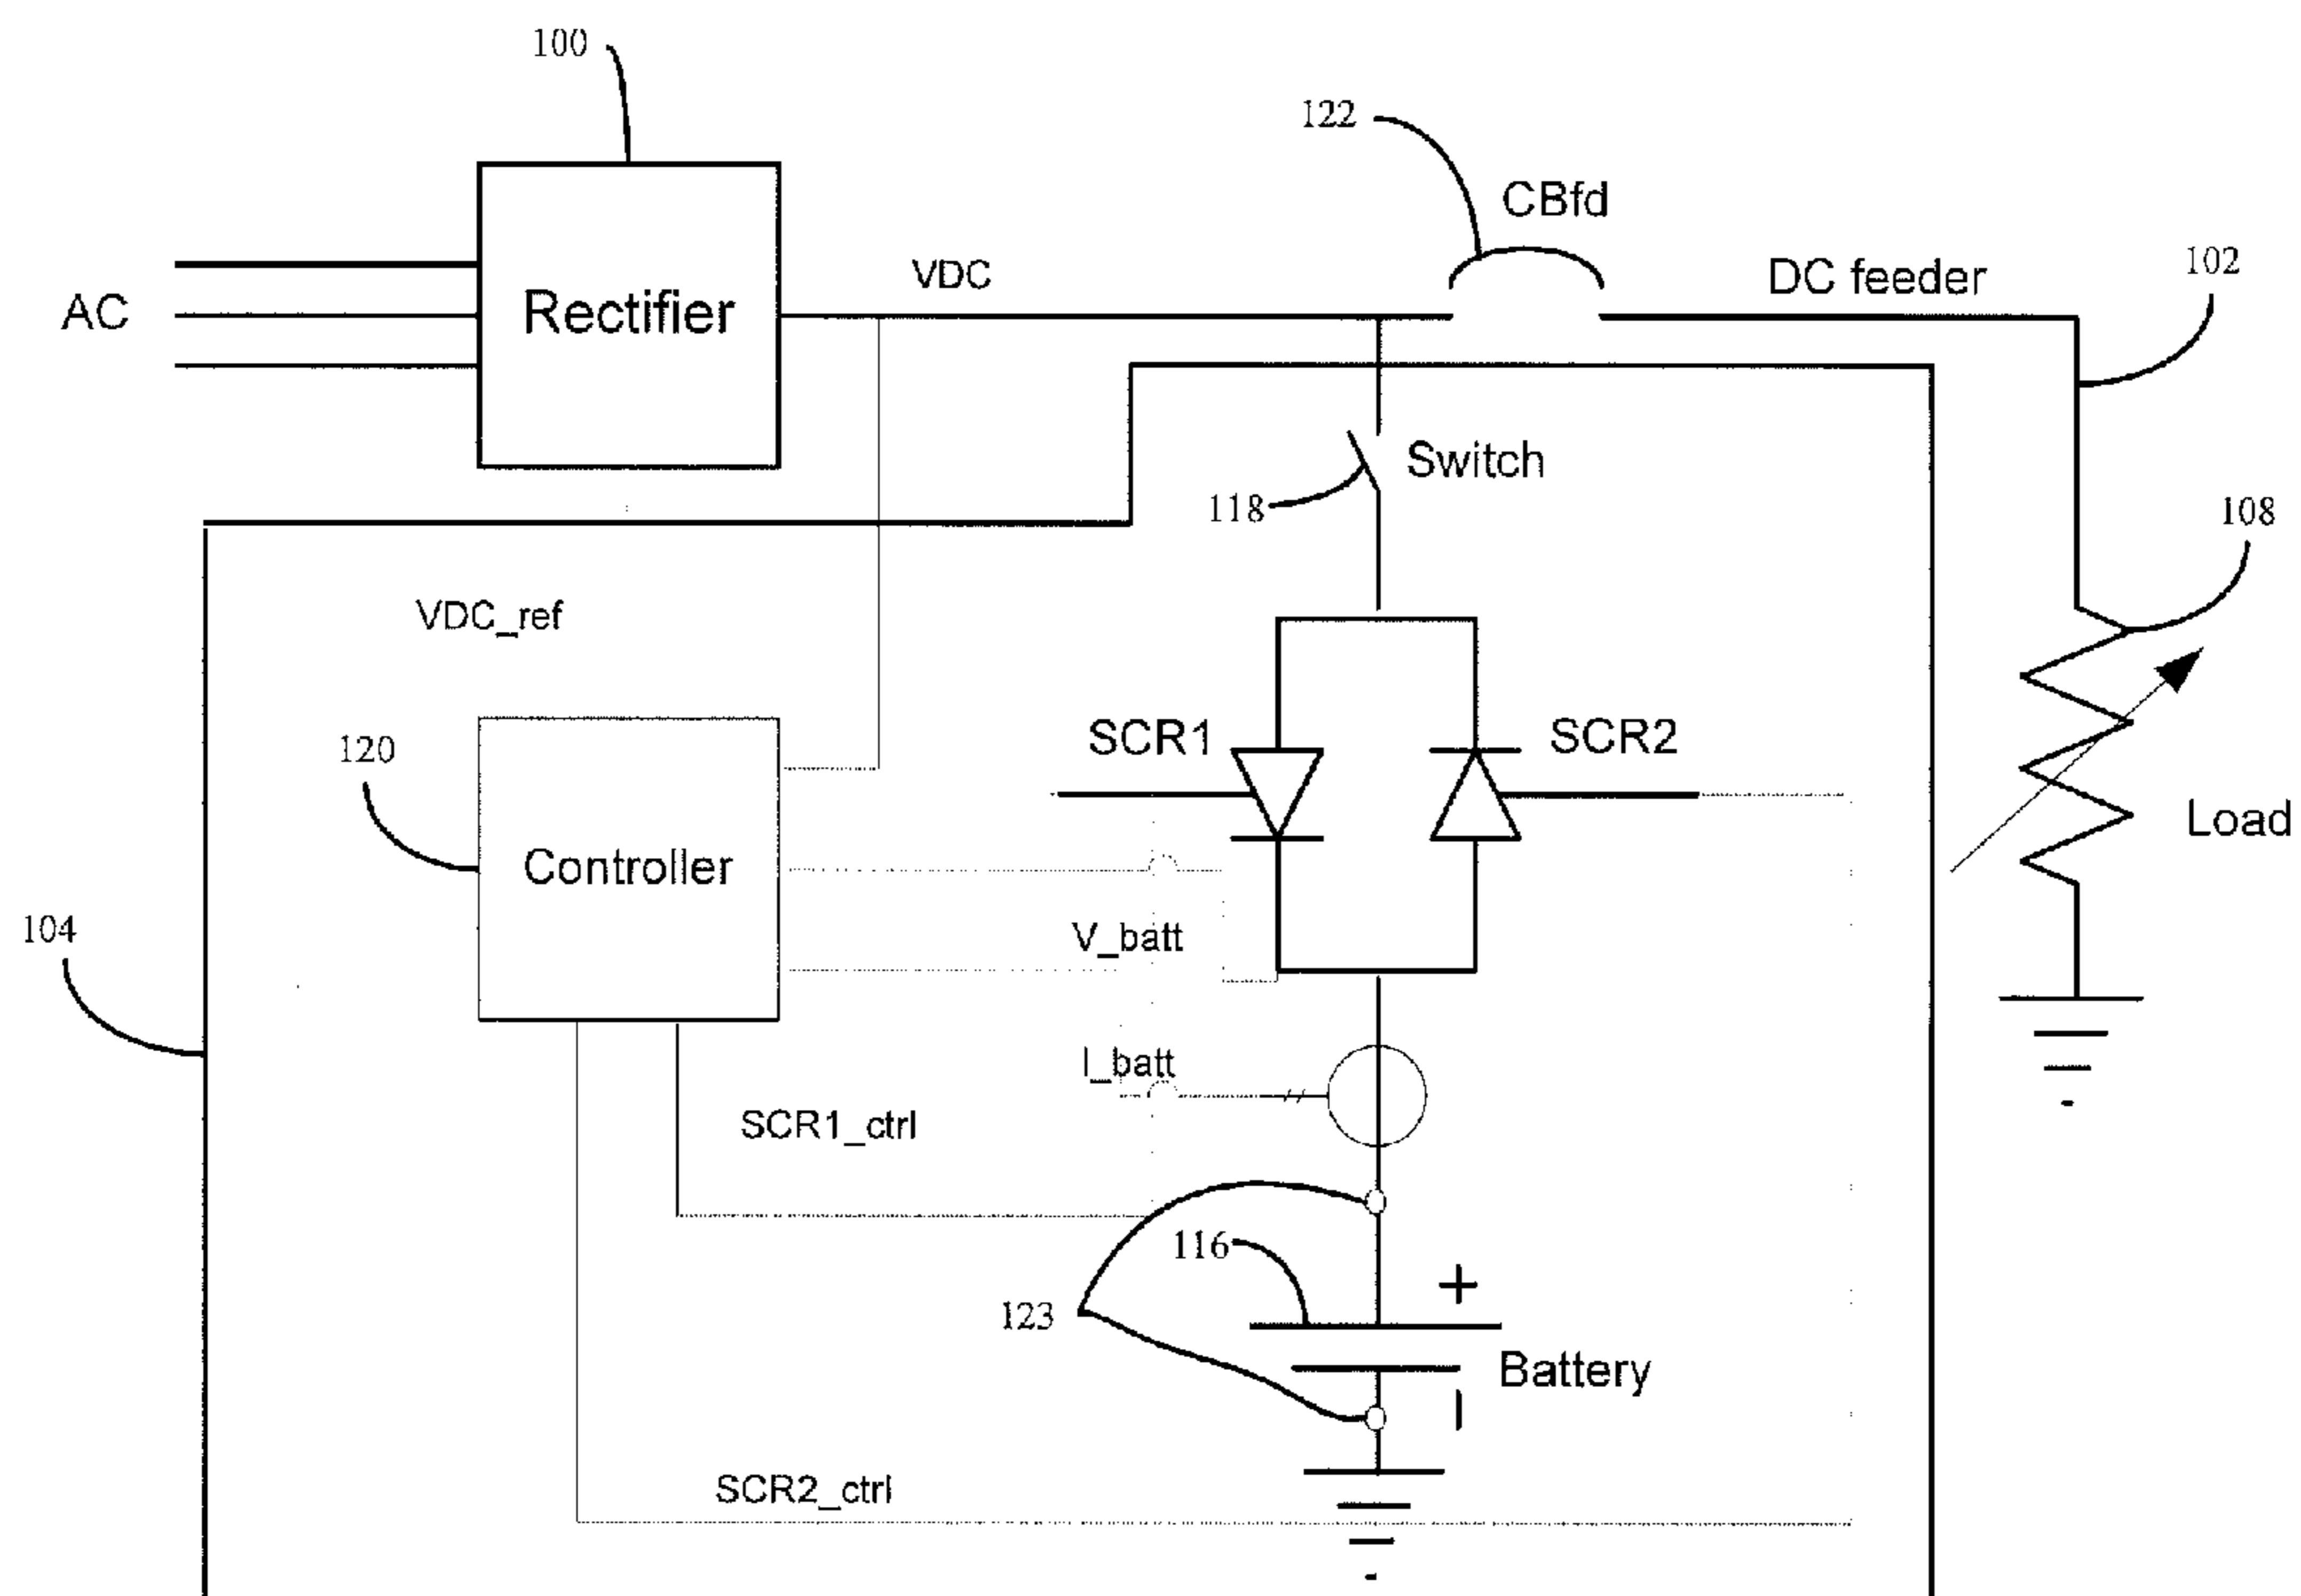 100
122
CBfd
AC
Rectifier
VDC
DC feeder
102
Switch
118
108
VDC_ref
120
SCR1
SCR2
Load
Controller
104
V_batt
I_batt
SCR1_ctrl
116
+
123
Battery
SCR2_ctrl